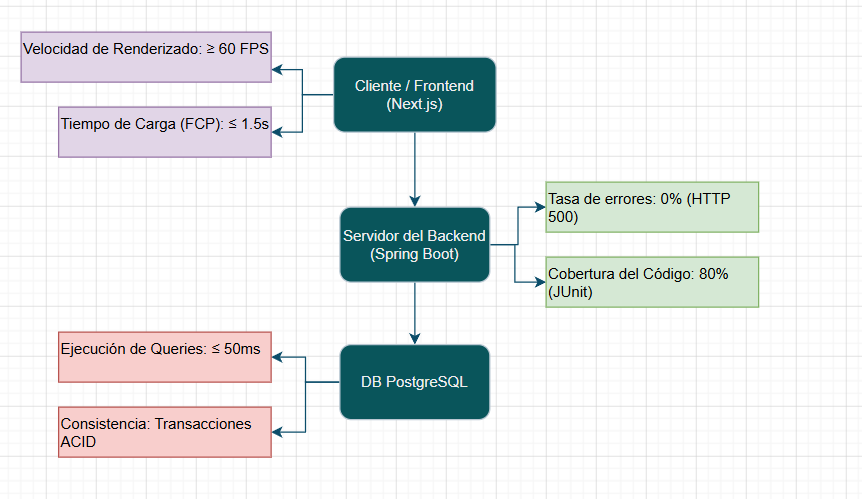 Velocidad de Renderizado: ≥ 60 FPS
Tiempo de Carga (FCP): ≤ 1.5s
Cliente / Frontend
(Next.js)
Servidor del Backend
(Spring Boot)
Tasa de errores: 0% (HTTP
500)
Cobertura del Código: 80%
(JUnit)
Ejecución de Queries: ≤ 50ms
Consistencia: Transacciones
ACID
DB PostgreSQL